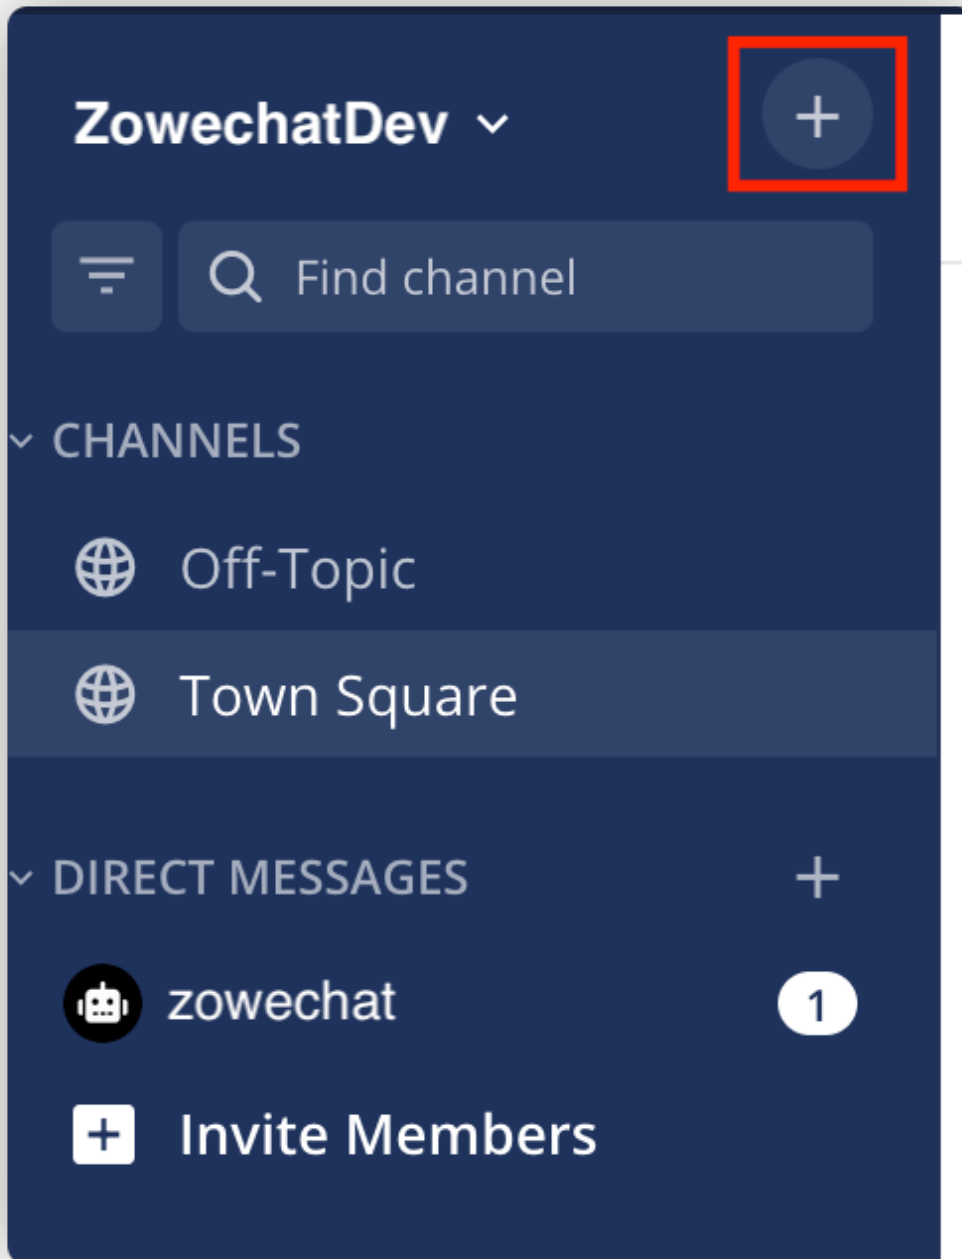 ZowechatDev
Find channel
CHANNELS
Off-Topic
Town Square
DIRECT MESSAGES
zowechat 1
Invite Members